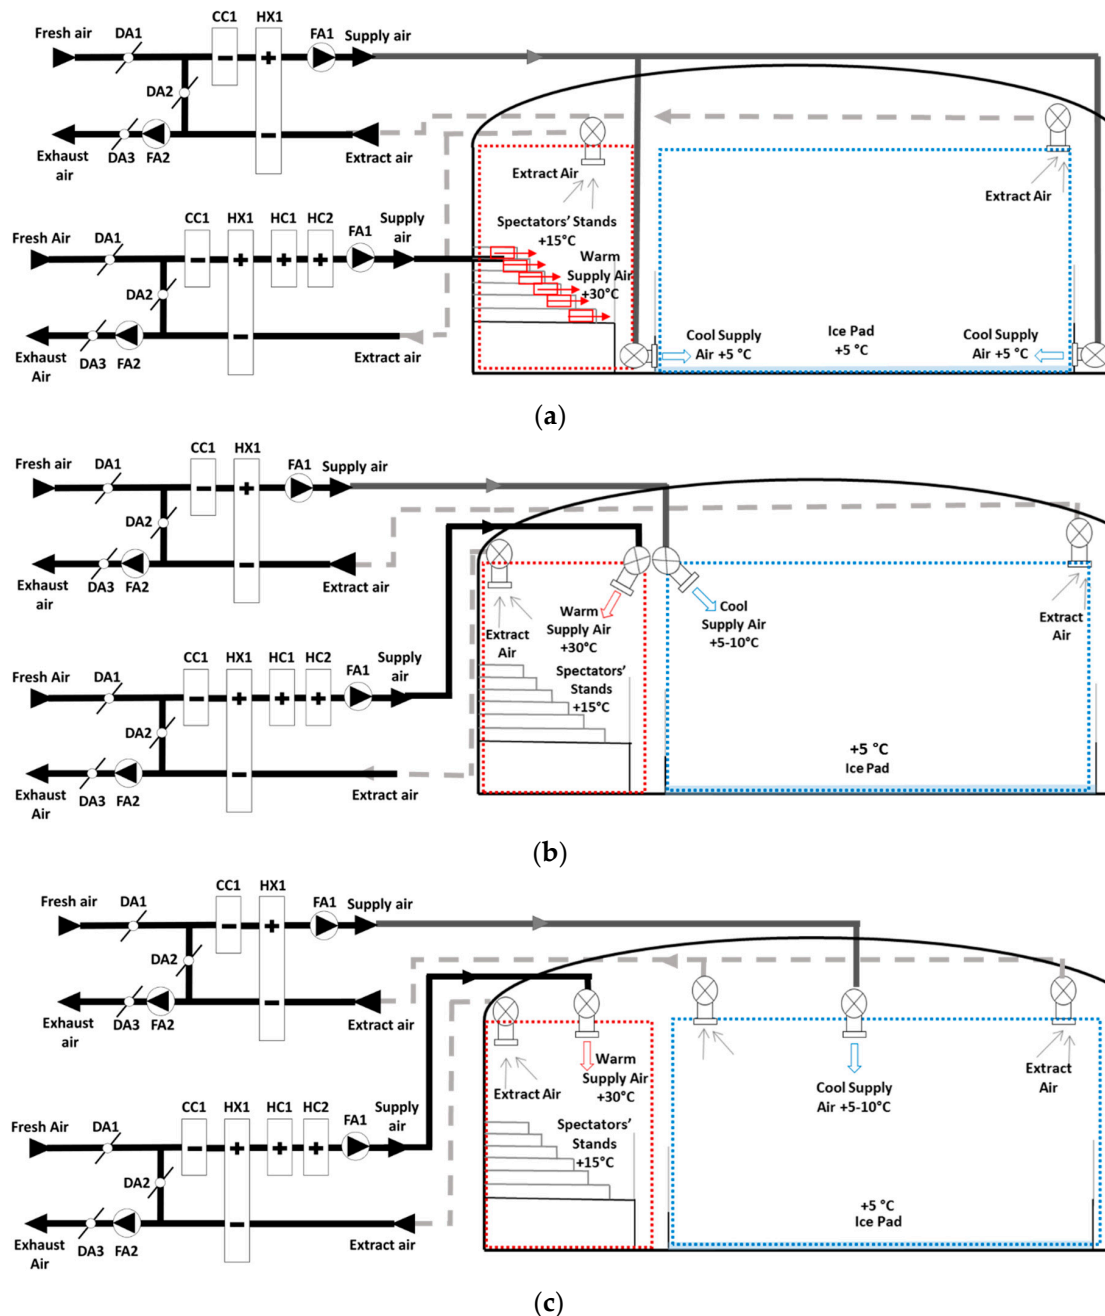 Fresh air DA1 CC1 HX1 FA1 Supply air
DA2
Exhaust air DA3 FA2 Extract air
Extract Air
Extract Air
Spectators' Stands
+15°C
Warm
Supply Air
+30°C
Fresh Air DA1 CC1 HX1 HC1 HC2 FA1 Supply air
DA2
Exhaust Air DA3 FA2 Extract air
Cool Supply
Air +5 °C
Ice Pad
+5 °C
Cool Supply
Air +5 °C
(a)
Fresh air DA1 CC1 HX1 FA1 Supply air
DA2
Exhaust air DA3 FA2 Extract air
Extract Air
Warm
Supply Air
+30°C
Cool
Supply Air
+5-10°C
Extract Air
Spectators'
Stands
+15°C
Fresh Air DA1 CC1 HX1 HC1 HC2 FA1 Supply air
DA2
Exhaust Air DA3 FA2 Extract air
+5 °C
Ice Pad
(b)
Fresh air DA1 CC1 HX1 FA1 Supply air
DA2
Exhaust air DA3 FA2 Extract air
Extract Air
Warm
Supply Air
+30°C
Cool Supply
Air +5-10°C
Extract Air
Spectators'
Stands
+15°C
Fresh Air DA1 CC1 HX1 HC1 HC2 FA1 Supply air
DA2
Exhaust Air DA3 FA2 Extract air
+5 °C
Ice Pad
(c)